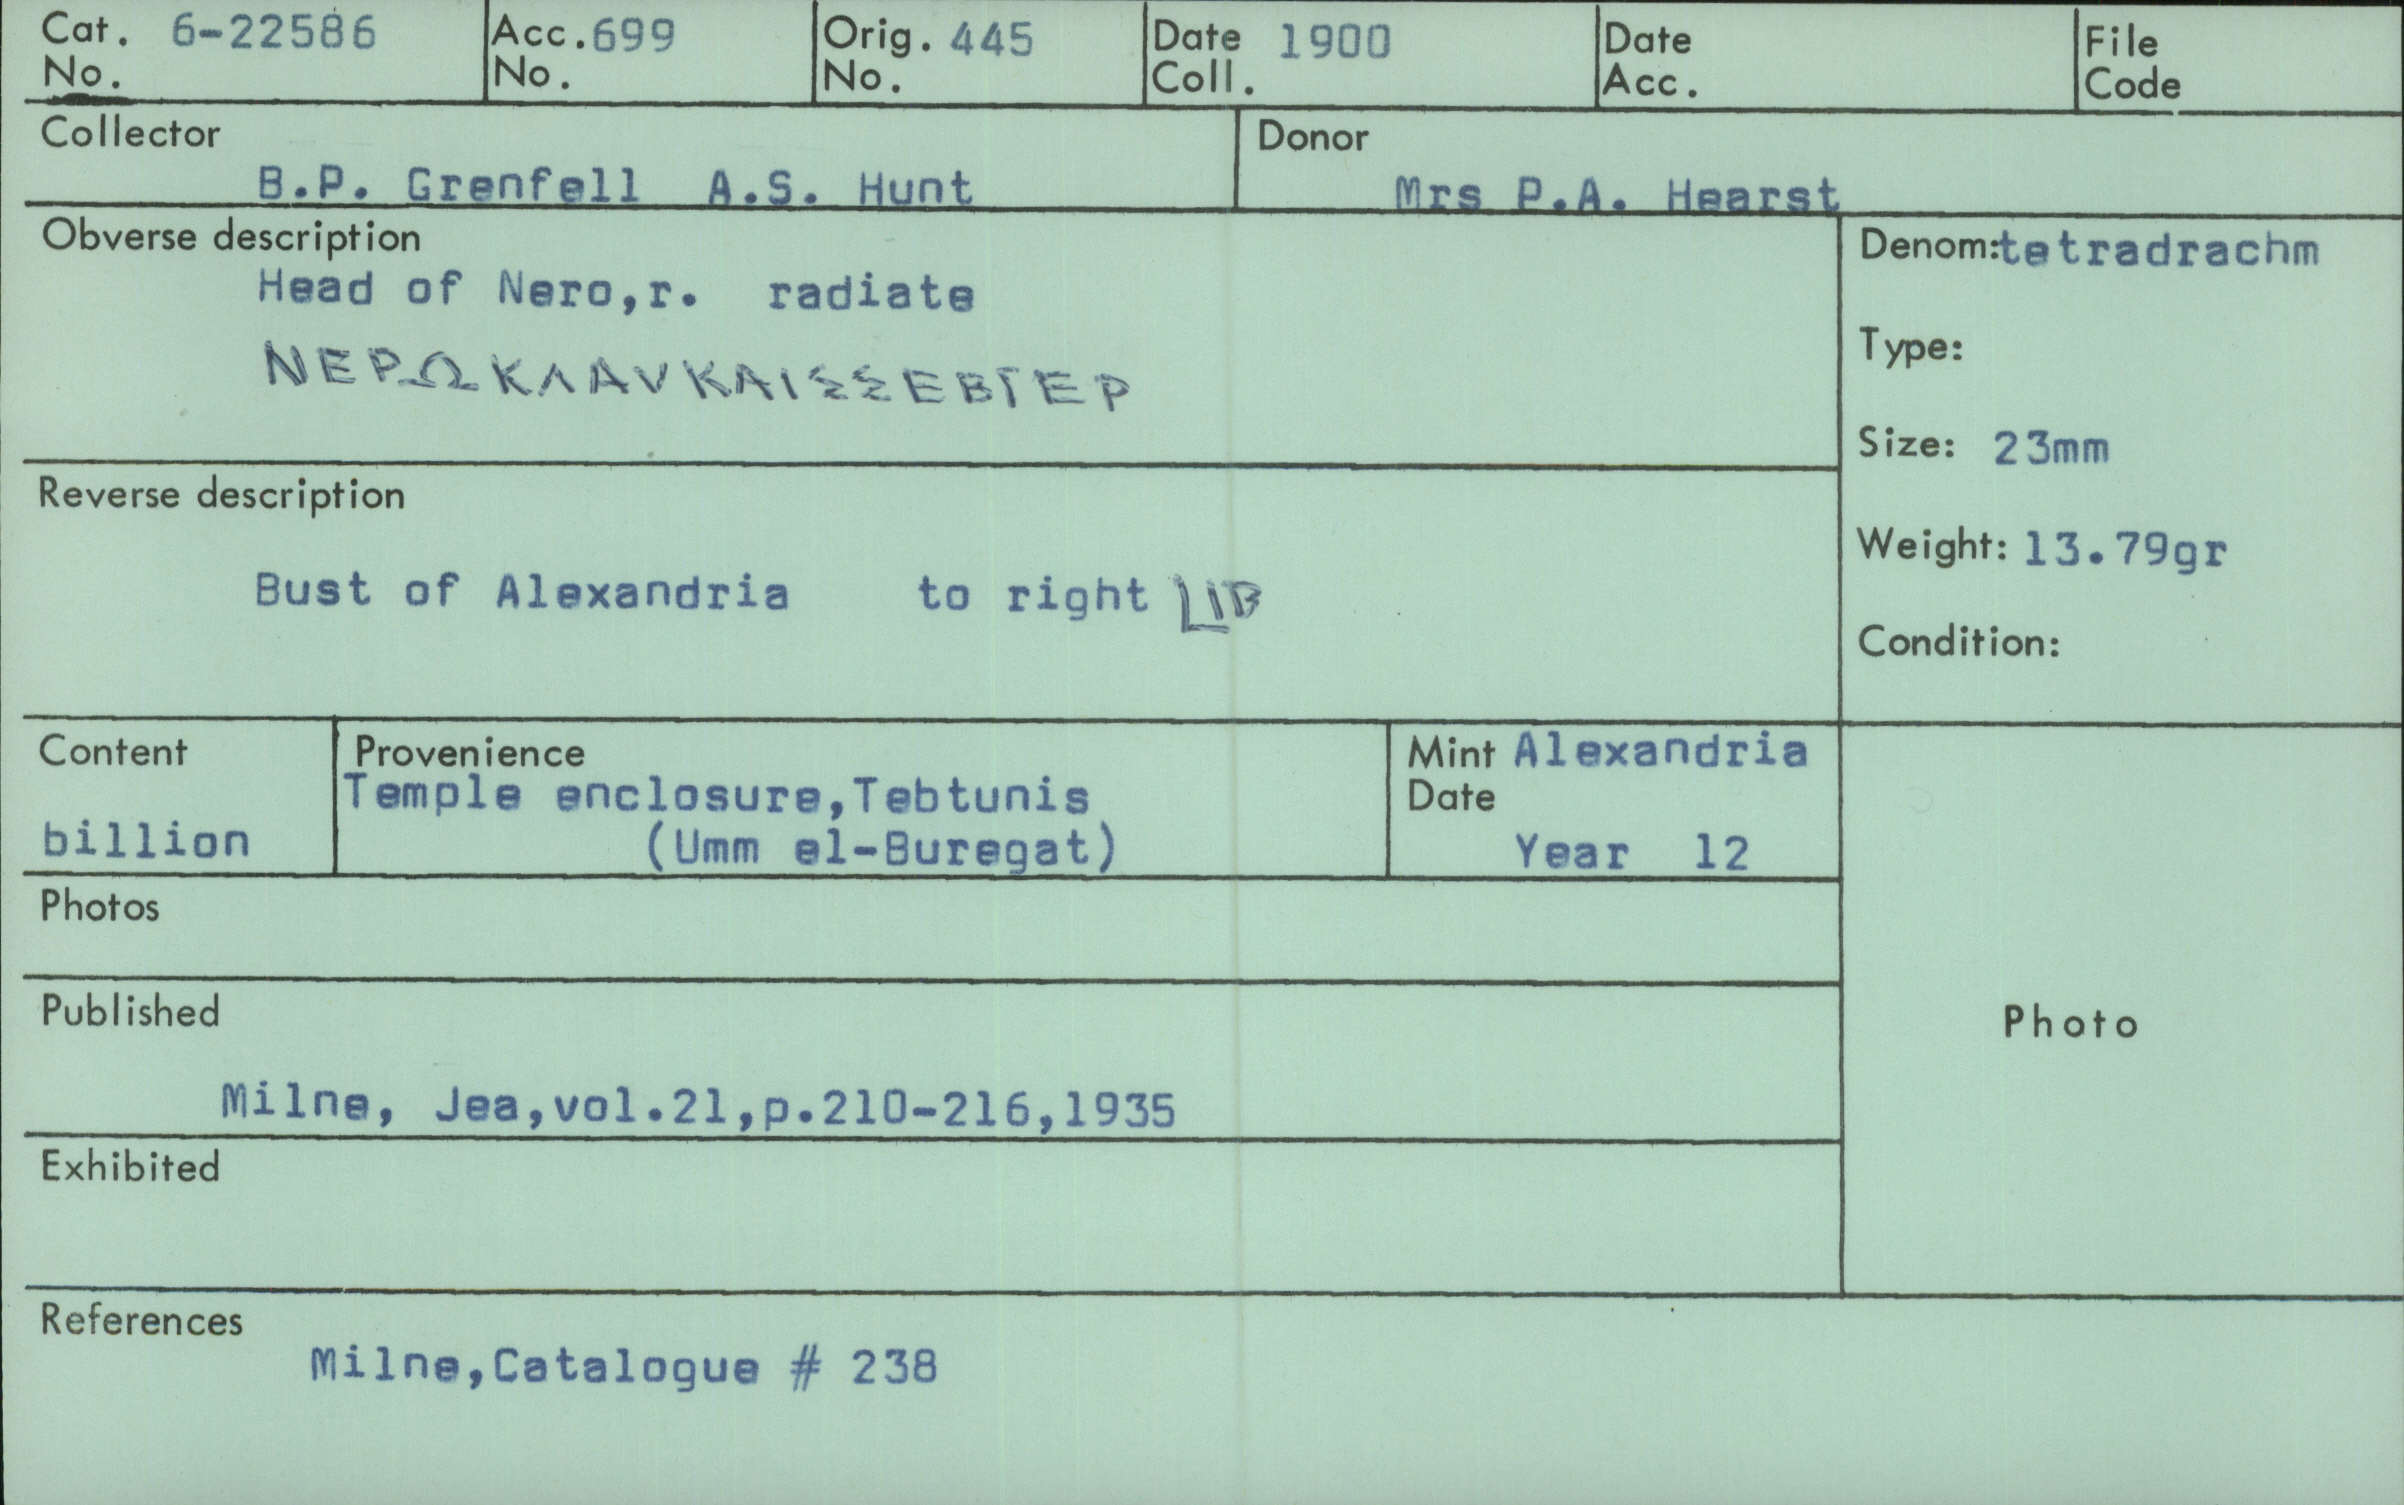 Cat. No. 6-22586 Acc. No. 699 Orig. No. 445 Date Coll. 1900 Date Acc. File Code
Collector Donor
B.P. Grenfell A.S. Hunt Mrs P.A. Hearst
Obverse description
Head of Nero,r. radiate
ΝΕΡΩΚΛΑVΚΑΙΣΣΕΒΓΕΡ
Denom:tetradrachm
Type:
Size: 23mm
Weight: 13.79gr
Condition:
Reverse description
Bust of Alexandria to right LIB
Content
billion
Provenience
Temple enclosure,Tebtunis
(Umm el-Buregat)
Mint Alexandria
Date
Year 12
Photos
Published
Milne, Jea,vol.21,p.210-216,1935
Photo
Exhibited
References
Milne,Catalogue # 238